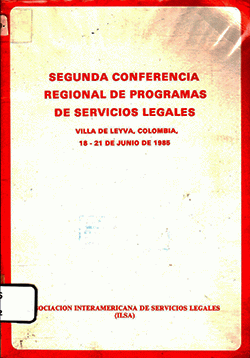 SEGUNDA CONFERENCIA
REGIONAL DE PROGRAMAS
DE SERVICIOS LEGALES
VILLA DE LEYVA, COLOMBIA,
18 - 21 DE JUNIO DE 1985
ASOCIACION INTERAMERICANA DE SERVICIOS LEGALES
(ILSA)